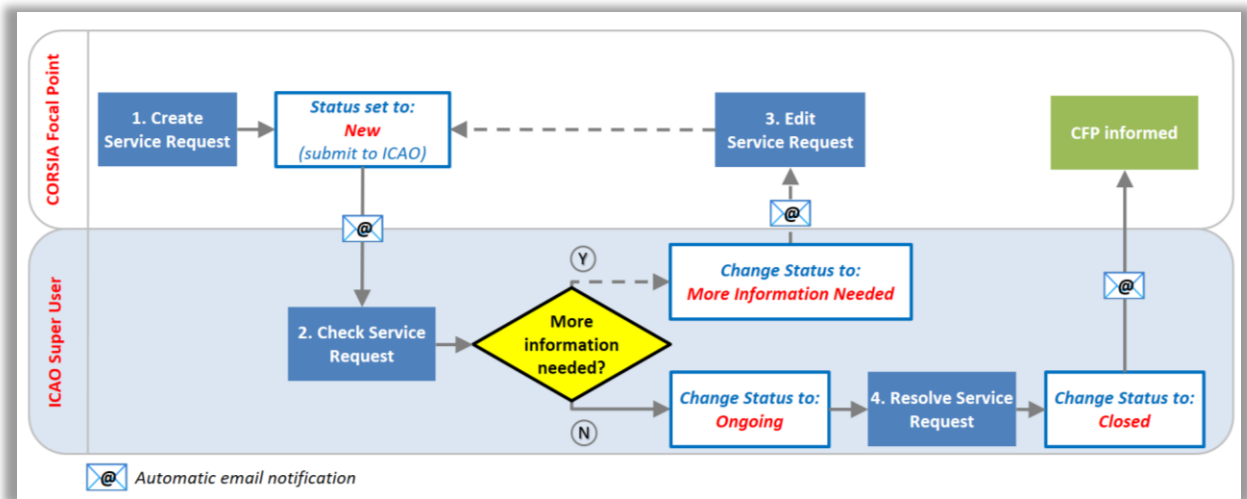 CORSIA Focal Point
1. Create
Service Request
Status set to:
New
(submit to ICAO)
3. Edit
Service Request
CFP informed
@
@
ICAO Super User
2. Check Service
Request
More
information
needed?
Y
Change Status to:
More Information Needed
@
N
Change Status to:
Ongoing
4. Resolve Service
Request
Change Status to:
Closed
@ Automatic email notification